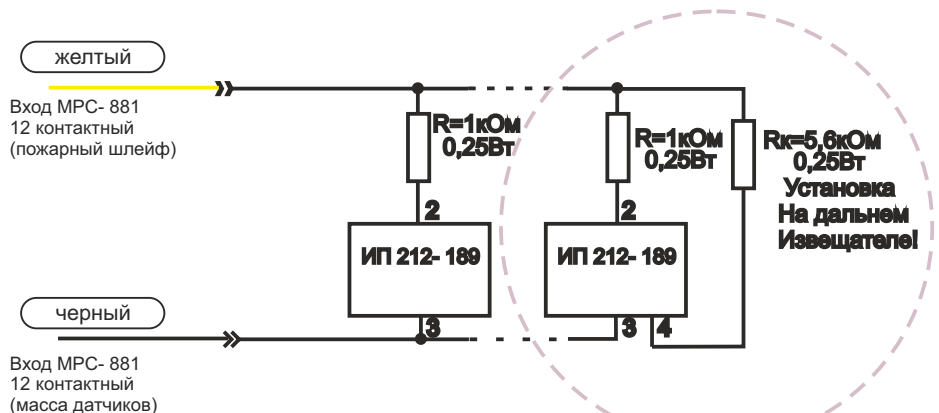 желтый
Вход МРС- 881
12 контактный
(пожарный шлейф)
R=1кОм
0,25Вт
R=1кОм
0,25Вт
Rк=5,6кОм
0,25Вт
Установка
На дальнем
Извещателе!
2
2
ИП 212- 189
ИП 212- 189
черный
3
3
4
Вход МРС- 881
12 контактный
(масса датчиков)